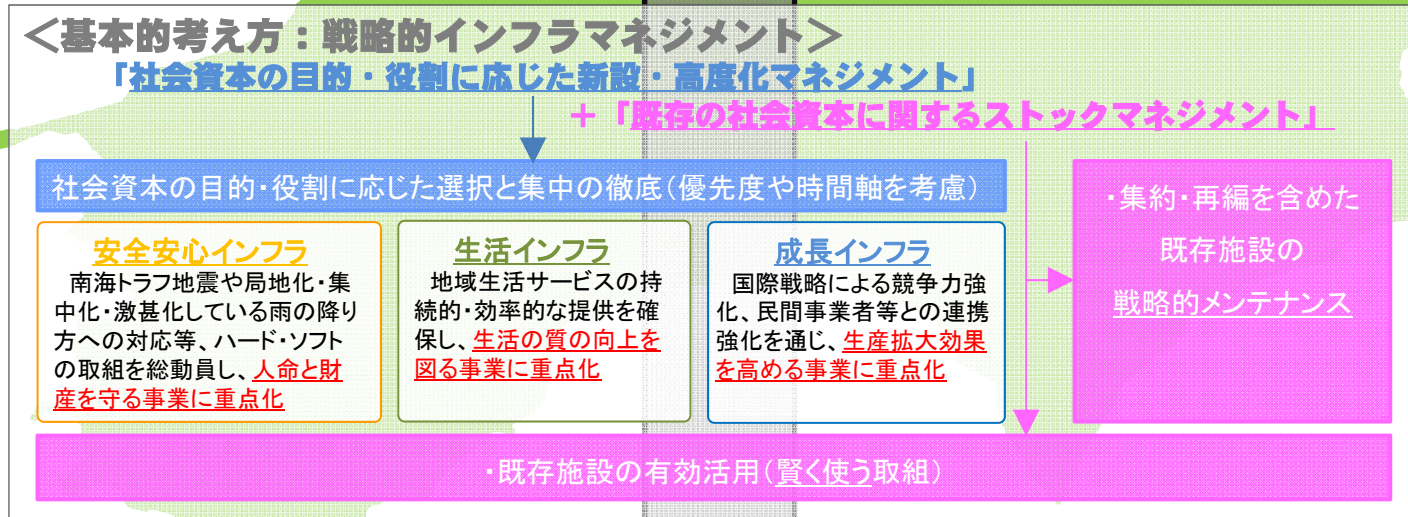 ＜基本的考え方：戦略的インフラマネジメント＞
「社会資本の目的・役割に応じた新設・高度化マネジメント」
＋「既存の社会資本に関するストックマネジメント」
社会資本の目的・役割に応じた選択と集中の徹底（優先度や時間軸を考慮）
安全安心インフラ
南海トラフ地震や局地化・集
中化・激甚化している雨の降り
方への対応等、ハード・ソフト
の取組を総動員し、人命と財
産を守る事業に重点化
生活インフラ
地域生活サービスの持
続的・効率的な提供を確
保し、生活の質の向上を
図る事業に重点化
成長インフラ
国際戦略による競争力強
化、民間事業者等との連携
強化を通じ、生産拡大効果
を高める事業に重点化
・集約・再編を含めた
既存施設の
戦略的メンテナンス
・既存施設の有効活用（賢く使う取組）